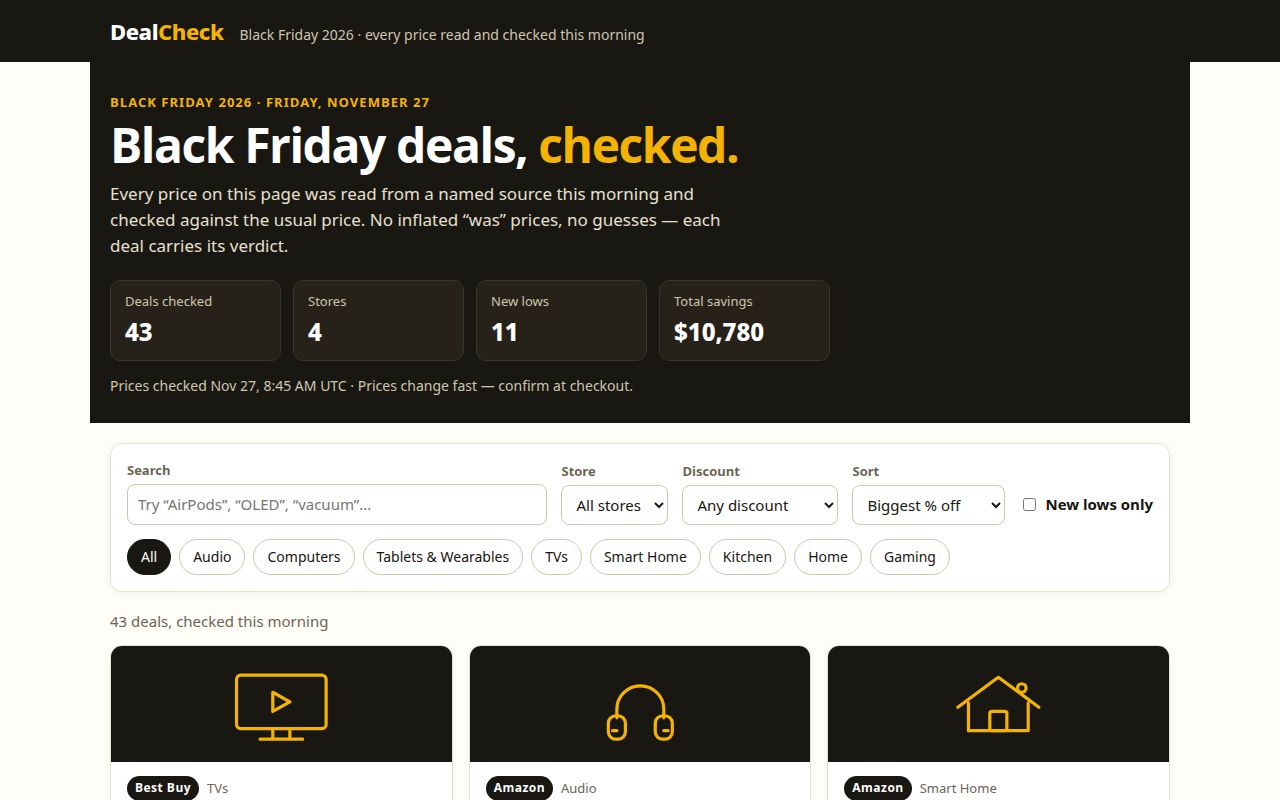 DealCheck Black Friday 2026 · every price read and checked this morning
BLACK FRIDAY 2026 · FRIDAY, NOVEMBER 27
Black Friday deals, checked.
Every price on this page was read from a named source this morning and
checked against the usual price. No inflated “was” prices, no guesses — each
deal carries its verdict.
Deals checked Stores New lows Total savings
43 4 11 $10,780
Prices checked Nov 27, 8:45 AM UTC · Prices change fast — confirm at checkout.
Search Store Discount Sort
Try “AirPods”, “OLED”, “vacuum”... All stores Any discount Biggest % off New lows only
All Audio Computers Tablets & Wearables TVs Smart Home Kitchen Home Gaming
43 deals, checked this morning
Best Buy TVs Amazon Audio Amazon Smart Home